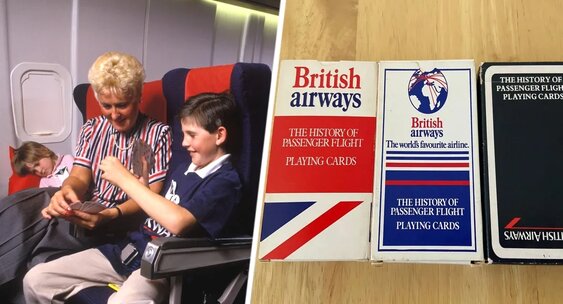 British
airways
THE HISTORY OF
PASSENGER FLIGHT
PLAYING CARDS
British
airways
The world's favourite airline.
THE HISTORY OF
PASSENGER FLIGHT
PLAYING CARDS
THE HISTORY OF
PASSENGER FLIGHT
PLAYING CARDS
BRITISH AIRWAYS